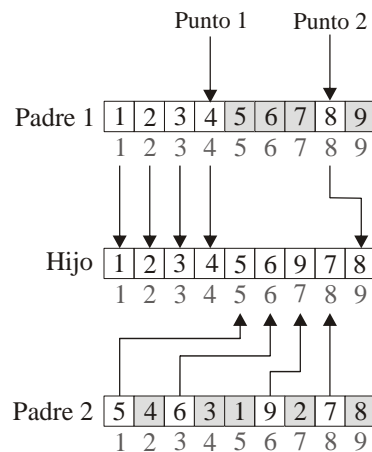 Punto 1 Punto 2
Padre 1 1 2 3 4 5 6 7 8 9
1 2 3 4 5 6 7 8 9
Hijo 1 2 3 4 5 6 9 7 8
1 2 3 4 5 6 7 8 9
Padre 2 5 4 6 3 1 9 2 7 8
1 2 3 4 5 6 7 8 9